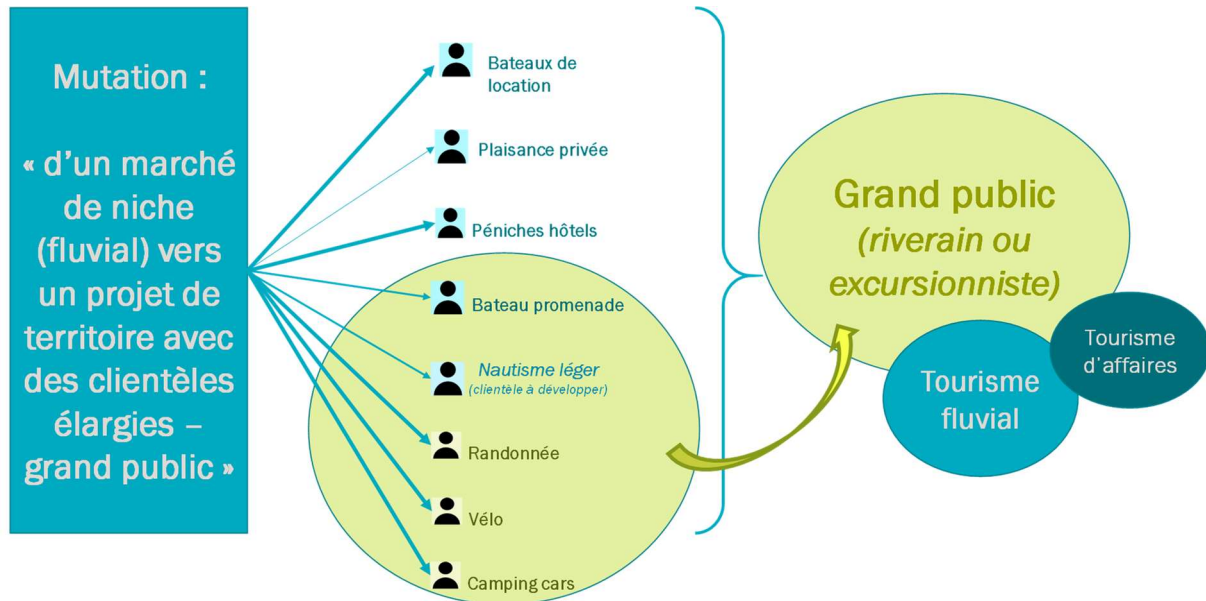 Mutation :
« d'un marché
de niche
(fluvial) vers
un projet de
territoire avec
des clientèles
élargies –
grand public »
Bateaux de
location
Plaisance privée
Péniches hôtels
Bateau promenade
Nautisme léger
(clientèle à développer)
Randonnée
Vélo
Camping cars
Grand public
(riverain ou
excursionniste)
Tourisme
fluvial
Tourisme
d'affaires